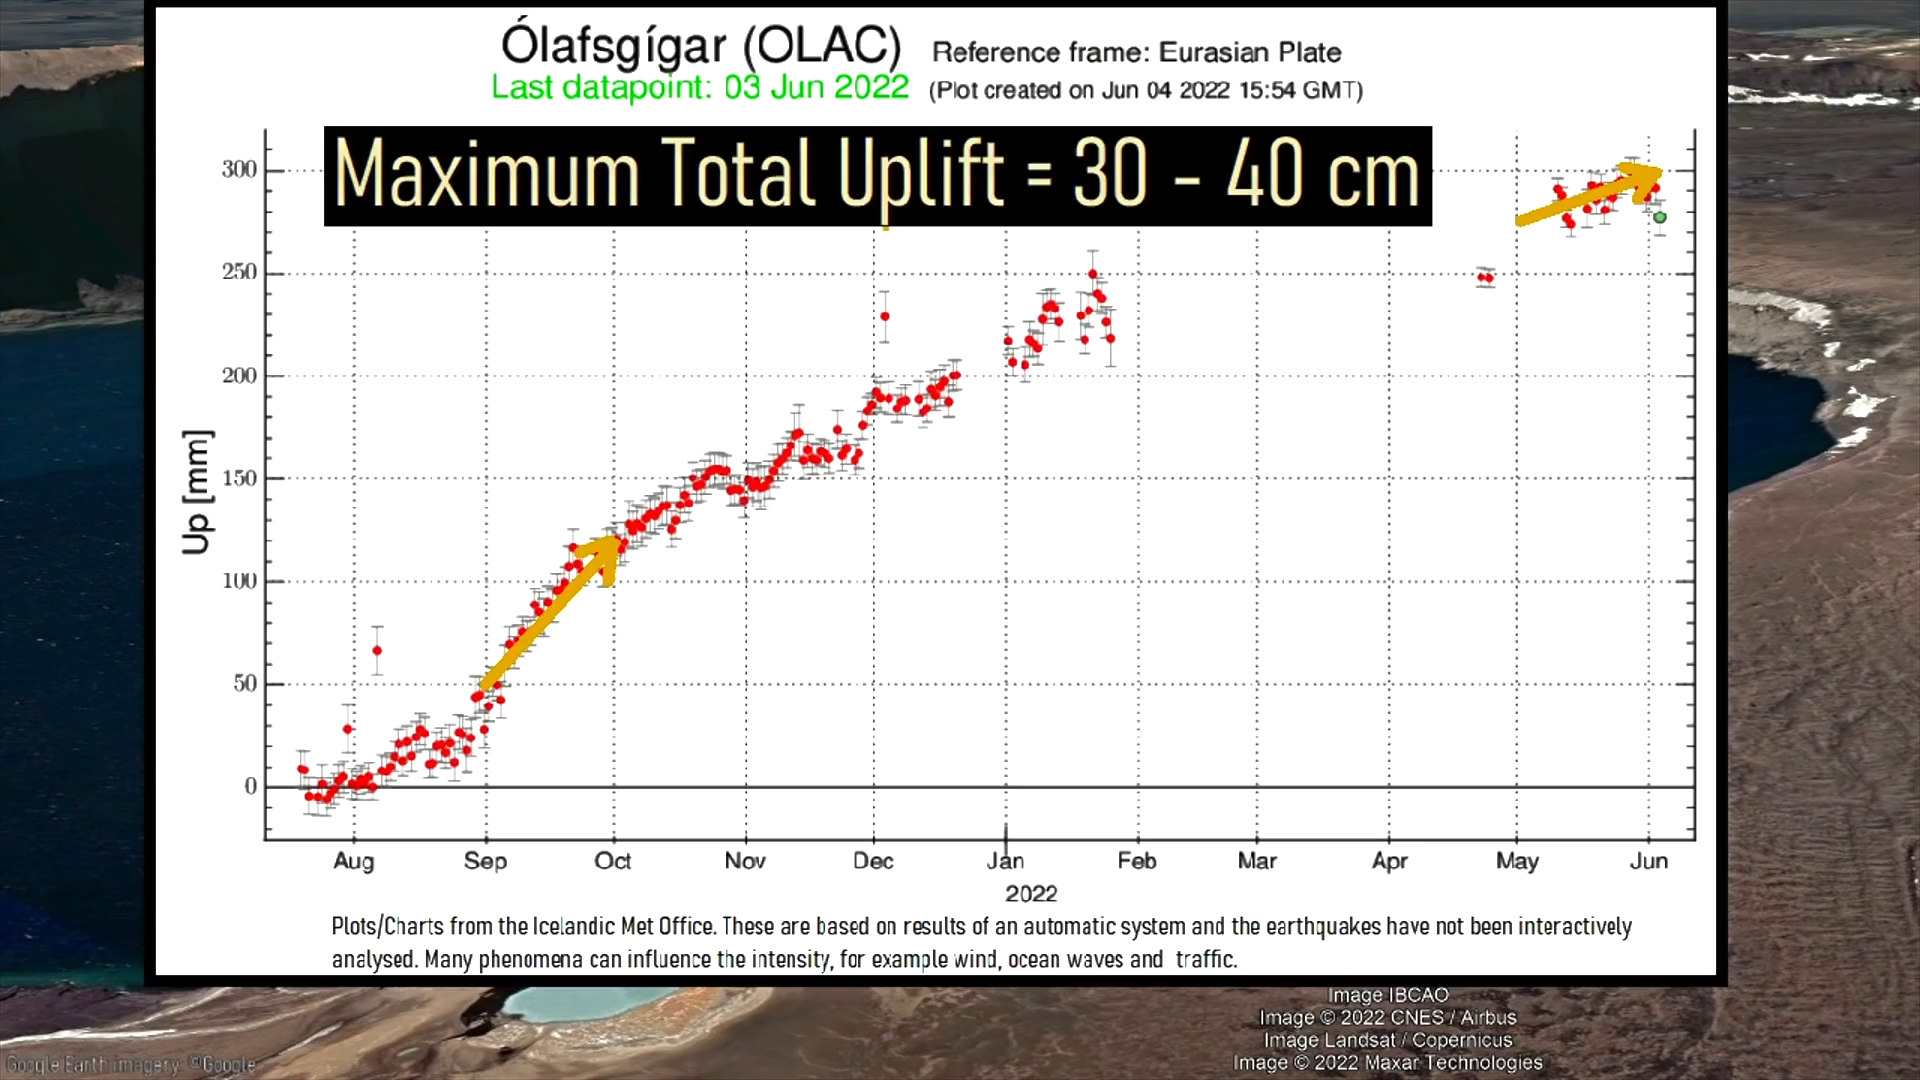 Ólafsgígar (OLAC) Reference frame: Eurasian Plate
Last datapoint: 03 Jun 2022 (Plot created on Jun 04 2022 15:54 GMT)
Maximum Total Uplift = 30 - 40 cm
300
250
200
150
100
50
0
Up [mm]
Aug Sep Oct Nov Dec Jan Feb Mar Apr May Jun
2022
Plots/Charts from the Icelandic Met Office. These are based on results of an automatic system and the earthquakes have not been interactively
analysed. Many phenomena can influence the intensity, for example wind, ocean waves and traffic.
Image IBCAO
Image © 2022 CNES / Airbus
Image Landsat / Copernicus
Image © 2022 Maxar Technologies
Google Earth imagery ©Google